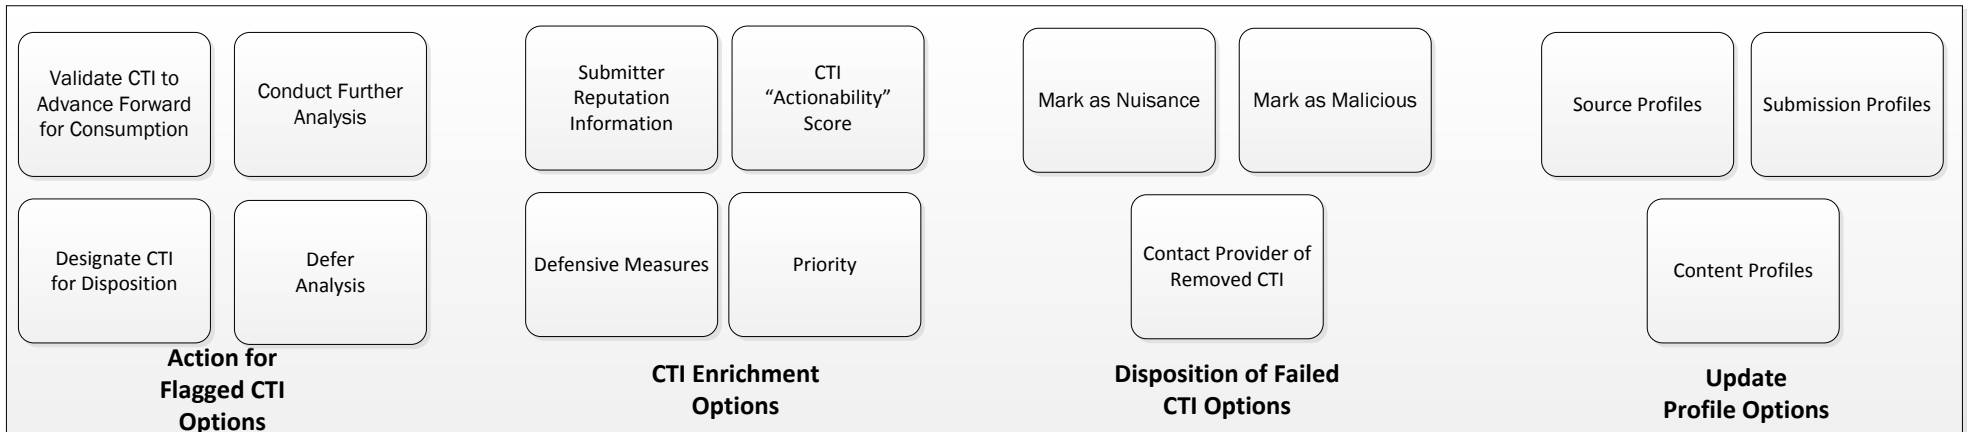 Validate CTI to
Advance Forward
for Consumption
Conduct Further
Analysis
Designate CTI
for Disposition
Defer
Analysis
Action for
Flagged CTI
Options
Submitter
Reputation
Information
CTI
“Actionability”
Score
Defensive Measures
Priority
CTI Enrichment
Options
Mark as Nuisance
Mark as Malicious
Contact Provider of
Removed CTI
Disposition of Failed
CTI Options
Source Profiles
Submission Profiles
Content Profiles
Update
Profile Options